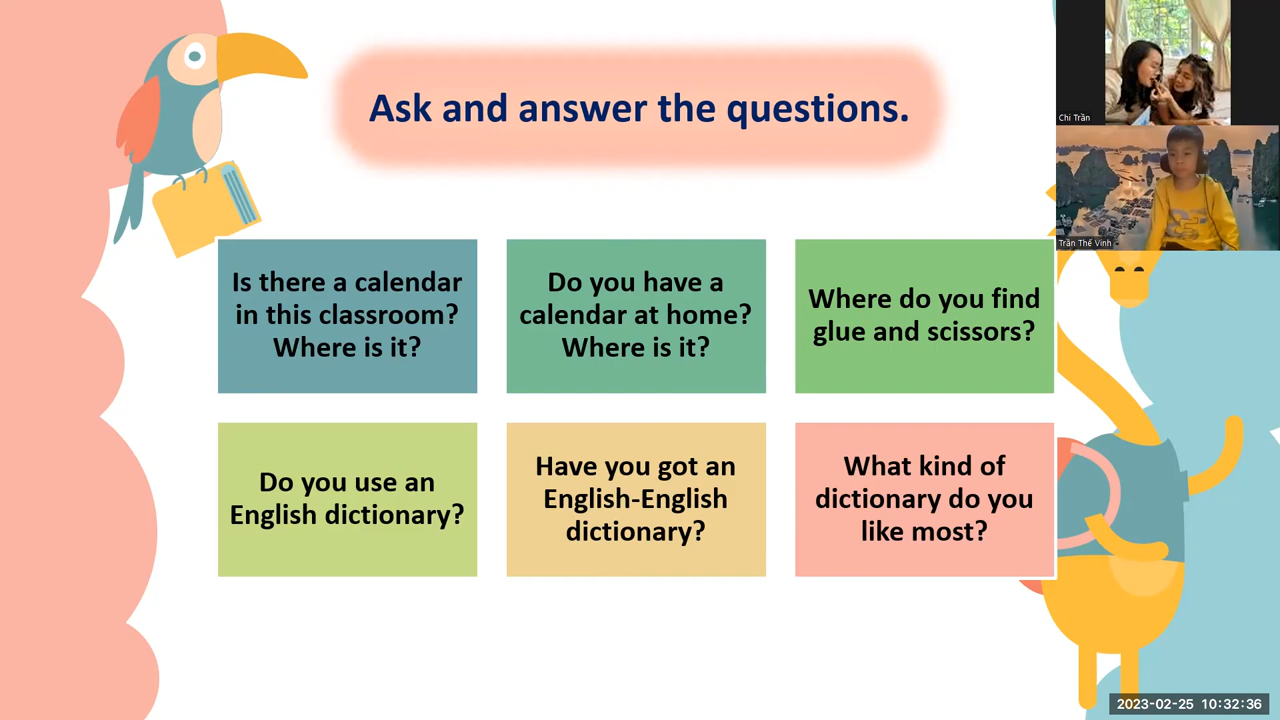 Ask and answer the questions.
Chi Trần
Trần Thế Vinh
Is there a calendar
in this classroom?
Where is it?
Do you have a
calendar at home?
Where is it?
Where do you find
glue and scissors?
Do you use an
English dictionary?
Have you got an
English-English
dictionary?
What kind of
dictionary do you
like most?
2023-02-25 10:32:36